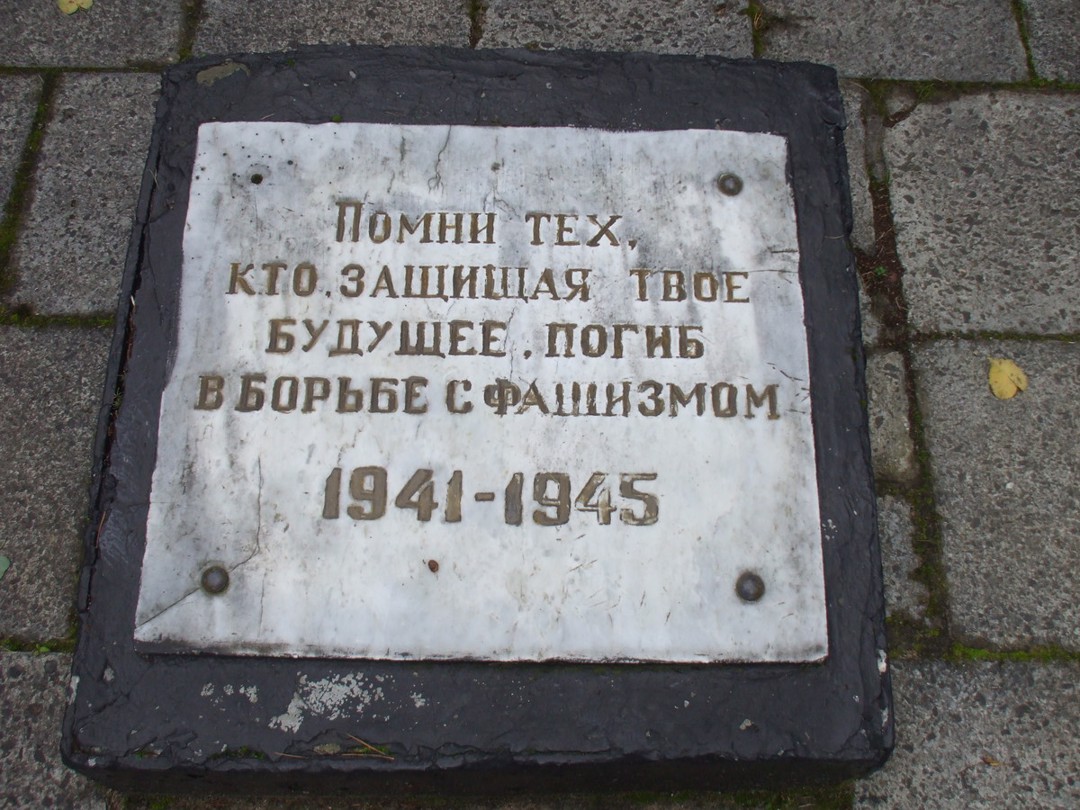 Помни тех,
кто, защищая твое
будущее, погиб
в борьбе с фашизмом
1941-1945